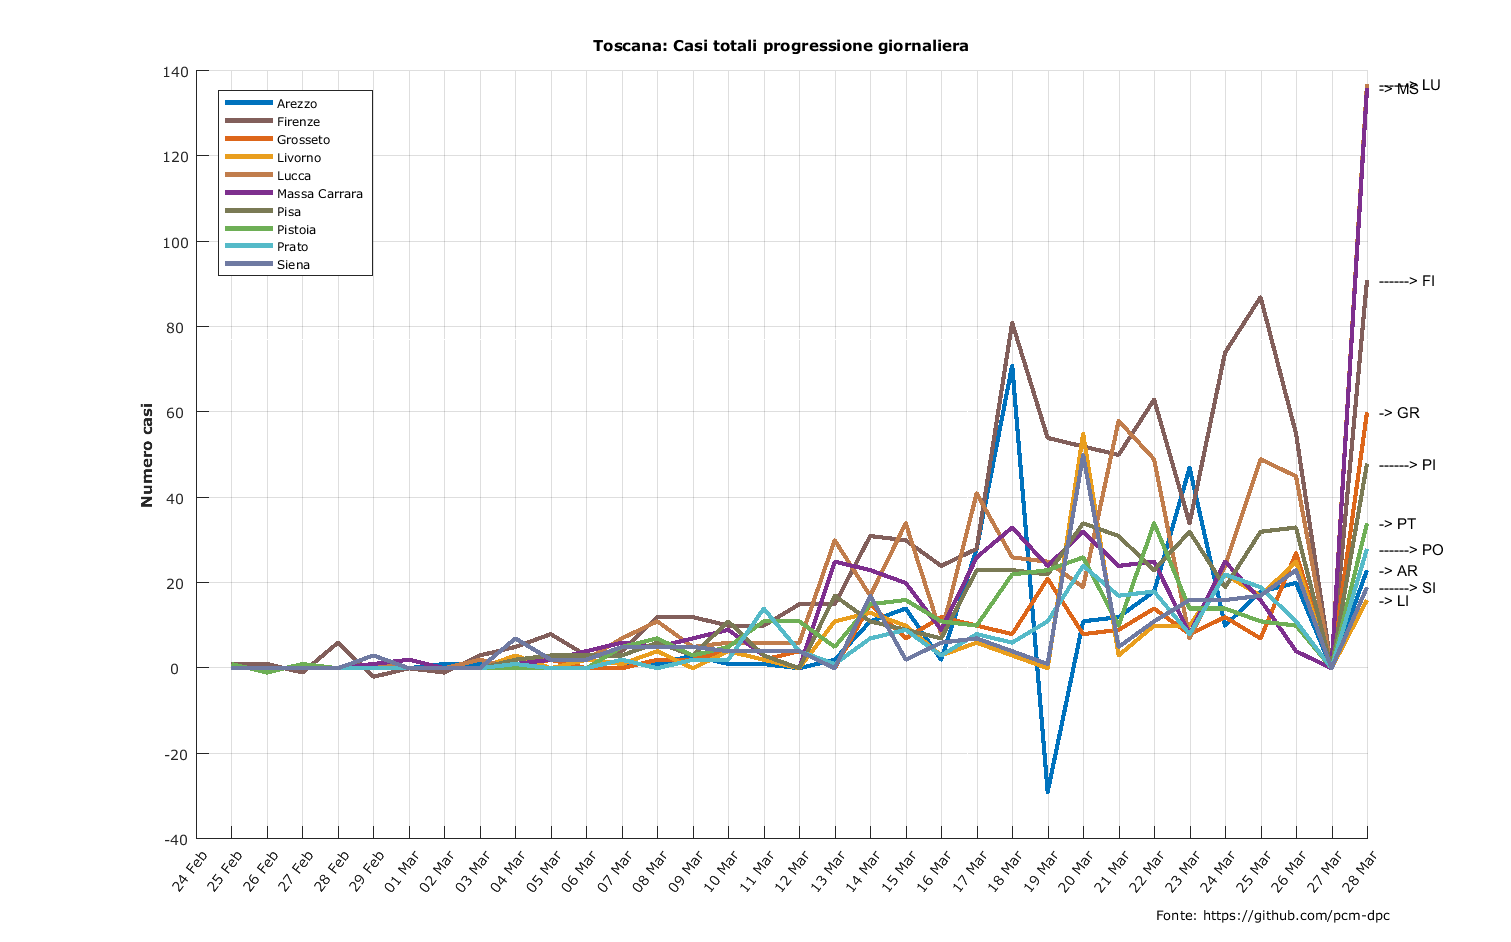 Toscana: Casi totali progressione giornaliera
Numero casi
140
120
100
80
60
40
20
0
-20
-40
Arezzo
Firenze
Grosseto
Livorno
Lucca
Massa Carrara
Pisa
Pistoia
Prato
Siena
------> LU
-> MS
------> FI
-> GR
------> PI
-> PT
------> PO
-> AR
------> SI
-> LI
24 Feb
25 Feb
26 Feb
27 Feb
28 Feb
29 Feb
01 Mar
02 Mar
03 Mar
04 Mar
05 Mar
06 Mar
07 Mar
08 Mar
09 Mar
10 Mar
11 Mar
12 Mar
13 Mar
14 Mar
15 Mar
16 Mar
17 Mar
18 Mar
19 Mar
20 Mar
21 Mar
22 Mar
23 Mar
24 Mar
25 Mar
26 Mar
27 Mar
28 Mar
Fonte: https://github.com/pcm-dpc